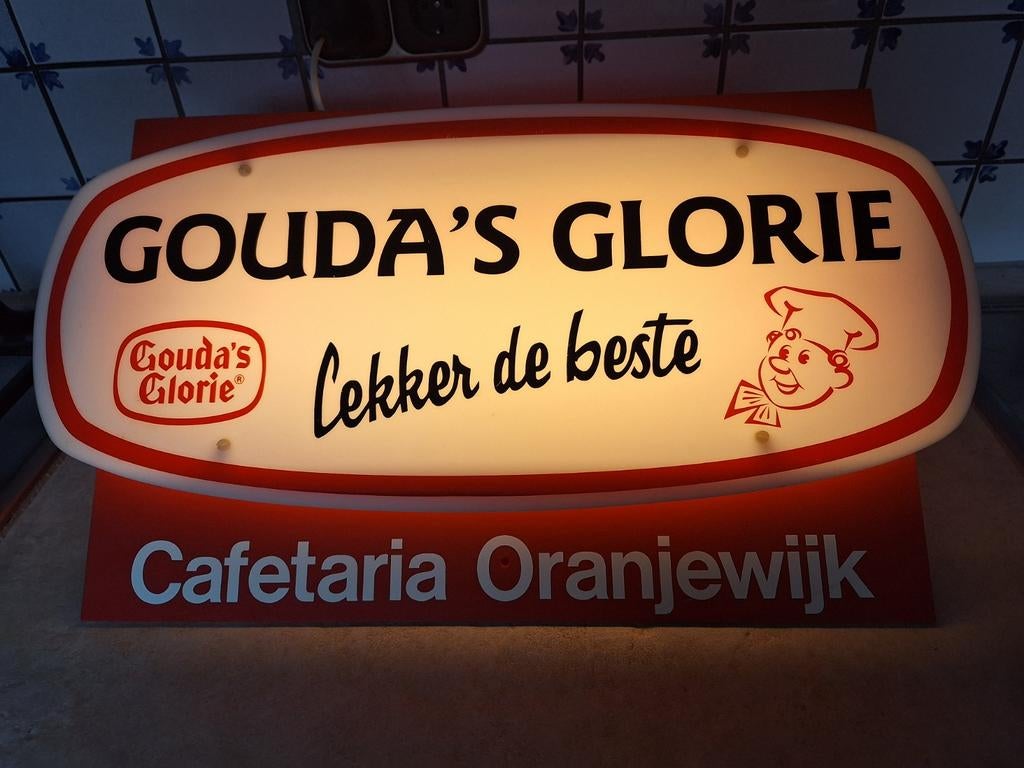 GOUDA'S GLORIE
Gouda's
Glorie®
Lekker de beste
Cafetaria Oranjewijk